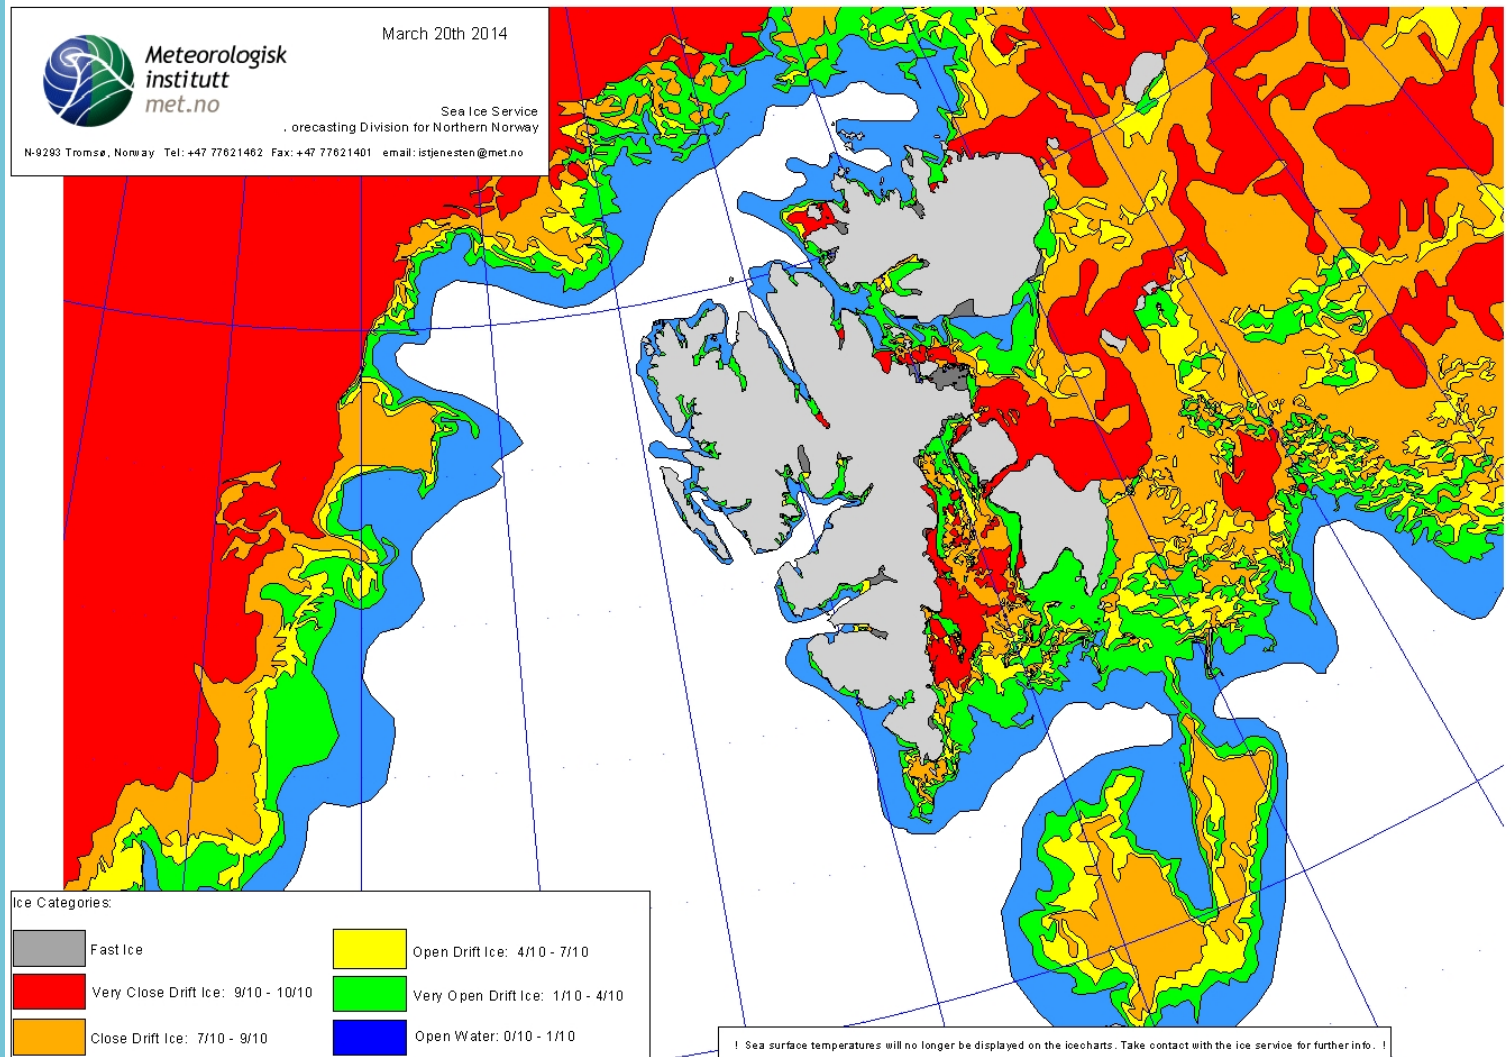 March 20th 2014
Meteorologisk
institutt
met.no
Sea Ice Service
. orecasting Division for Northern Norway
N-9293 Tromsø, Norway Tel: +47 77621462 Fax: +47 77621401 email: istjenesten@met.no
Ice Categories:
Fast Ice
Open Drift Ice: 4/10 - 7/10
Very Close Drift Ice: 9/10 - 10/10
Very Open Drift Ice: 1/10 - 4/10
Close Drift Ice: 7/10 - 9/10
Open Water: 0/10 - 1/10
! Sea surface temperatures will no longer be displayed on the icecharts. Take contact with the ice service for further info. !